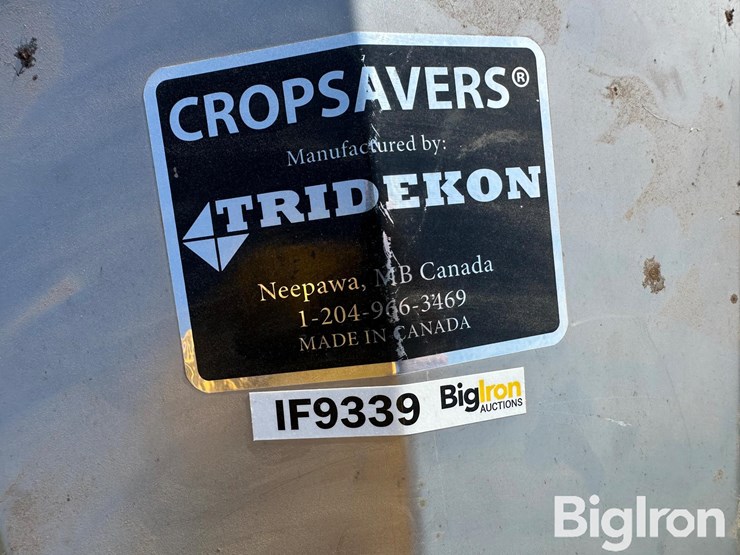 CROPSAVERS®
Manufactured by:
TRIDEKON
Neepawa, MB Canada
1-204-966-3469
MADE IN CANADA
IF9339 BigIron
AUCTIONS
BigIron